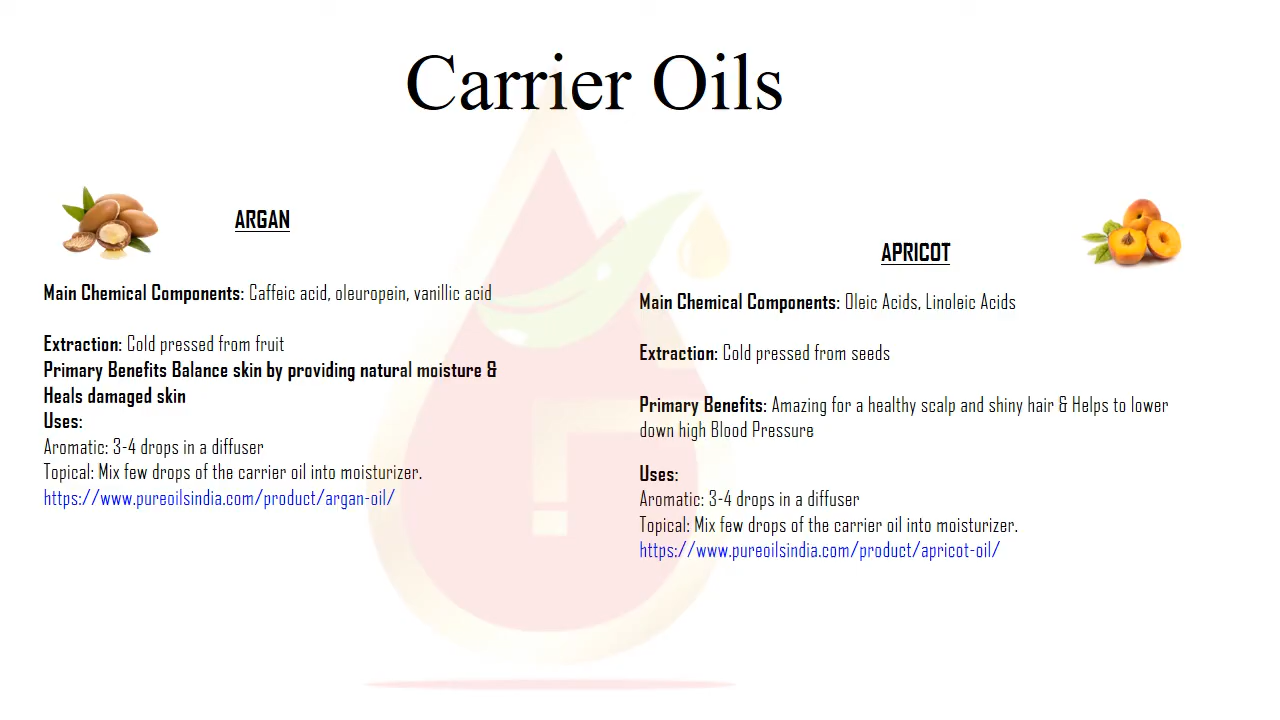 Carrier Oils
ARGAN
Main Chemical Components: Caffeic acid, oleuropein, vanillic acid
Extraction: Cold pressed from fruit
Primary Benefits Balance skin by providing natural moisture &
Heals damaged skin
Uses:
Aromatic: 3-4 drops in a diffuser
Topical: Mix few drops of the carrier oil into moisturizer.
https://www.pureoilsindia.com/product/argan-oil/
APRICOT
Main Chemical Components: Oleic Acids, Linoleic Acids
Extraction: Cold pressed from seeds
Primary Benefits: Amazing for a healthy scalp and shiny hair & Helps to lower
down high Blood Pressure
Uses:
Aromatic: 3-4 drops in a diffuser
Topical: Mix few drops of the carrier oil into moisturizer.
https://www.pureoilsindia.com/product/apricot-oil/